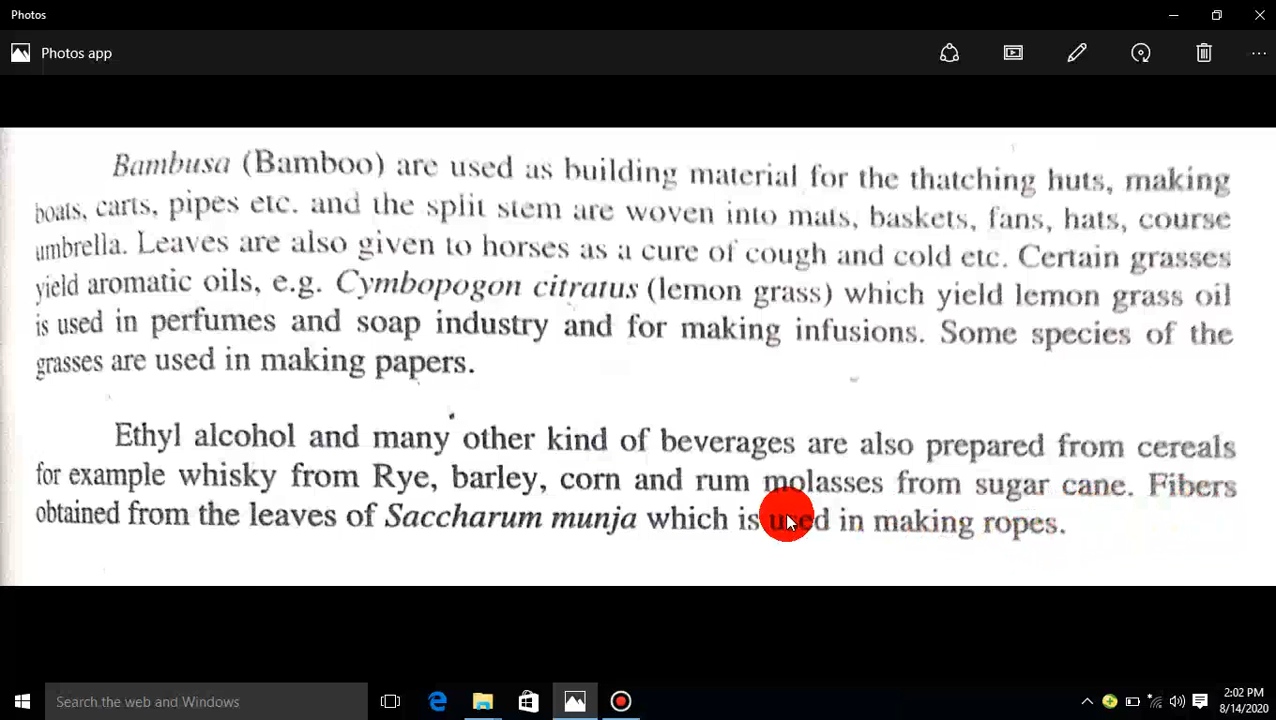 Photos
Photos app
Bambusa (Bamboo) are used as building material for the thatching huts, making
boats, carts, pipes etc. and the split stem are woven into mats, baskets, fans, hats, course
umbrella. Leaves are also given to horses as a cure of cough and cold etc. Certain grasses
yield aromatic oils, e.g. Cymbopogon citratus (lemon grass) which yield lemon grass oil
is used in perfumes and soap industry and for making infusions. Some species of the
grasses are used in making papers.
Ethyl alcohol and many other kind of beverages are also prepared from cereals
for example whisky from Rye, barley, corn and rum molasses from sugar cane. Fibers
obtained from the leaves of Saccharum munja which is used in making ropes.
Search the web and Windows
2:02 PM
8/14/2020